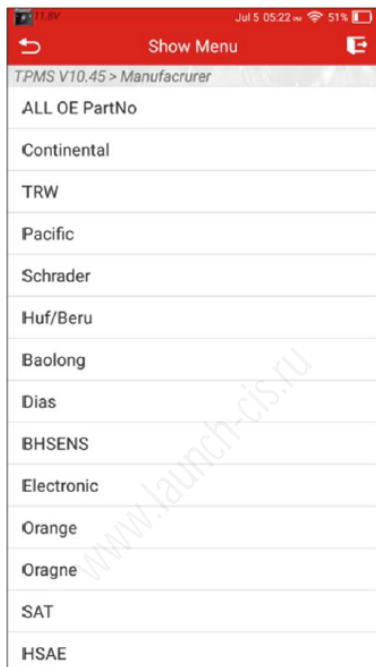 11.8V Jul 5 05:22 51%
Show Menu
TPMS V10.45 > Manufacrurer
ALL OE PartNo
Continental
TRW
Pacific
Schrader
Huf/Beru
Baolong
Dias
BHSENS
Electronic
Orange
Oragne
SAT
HSAE
www.launch-cis.ru